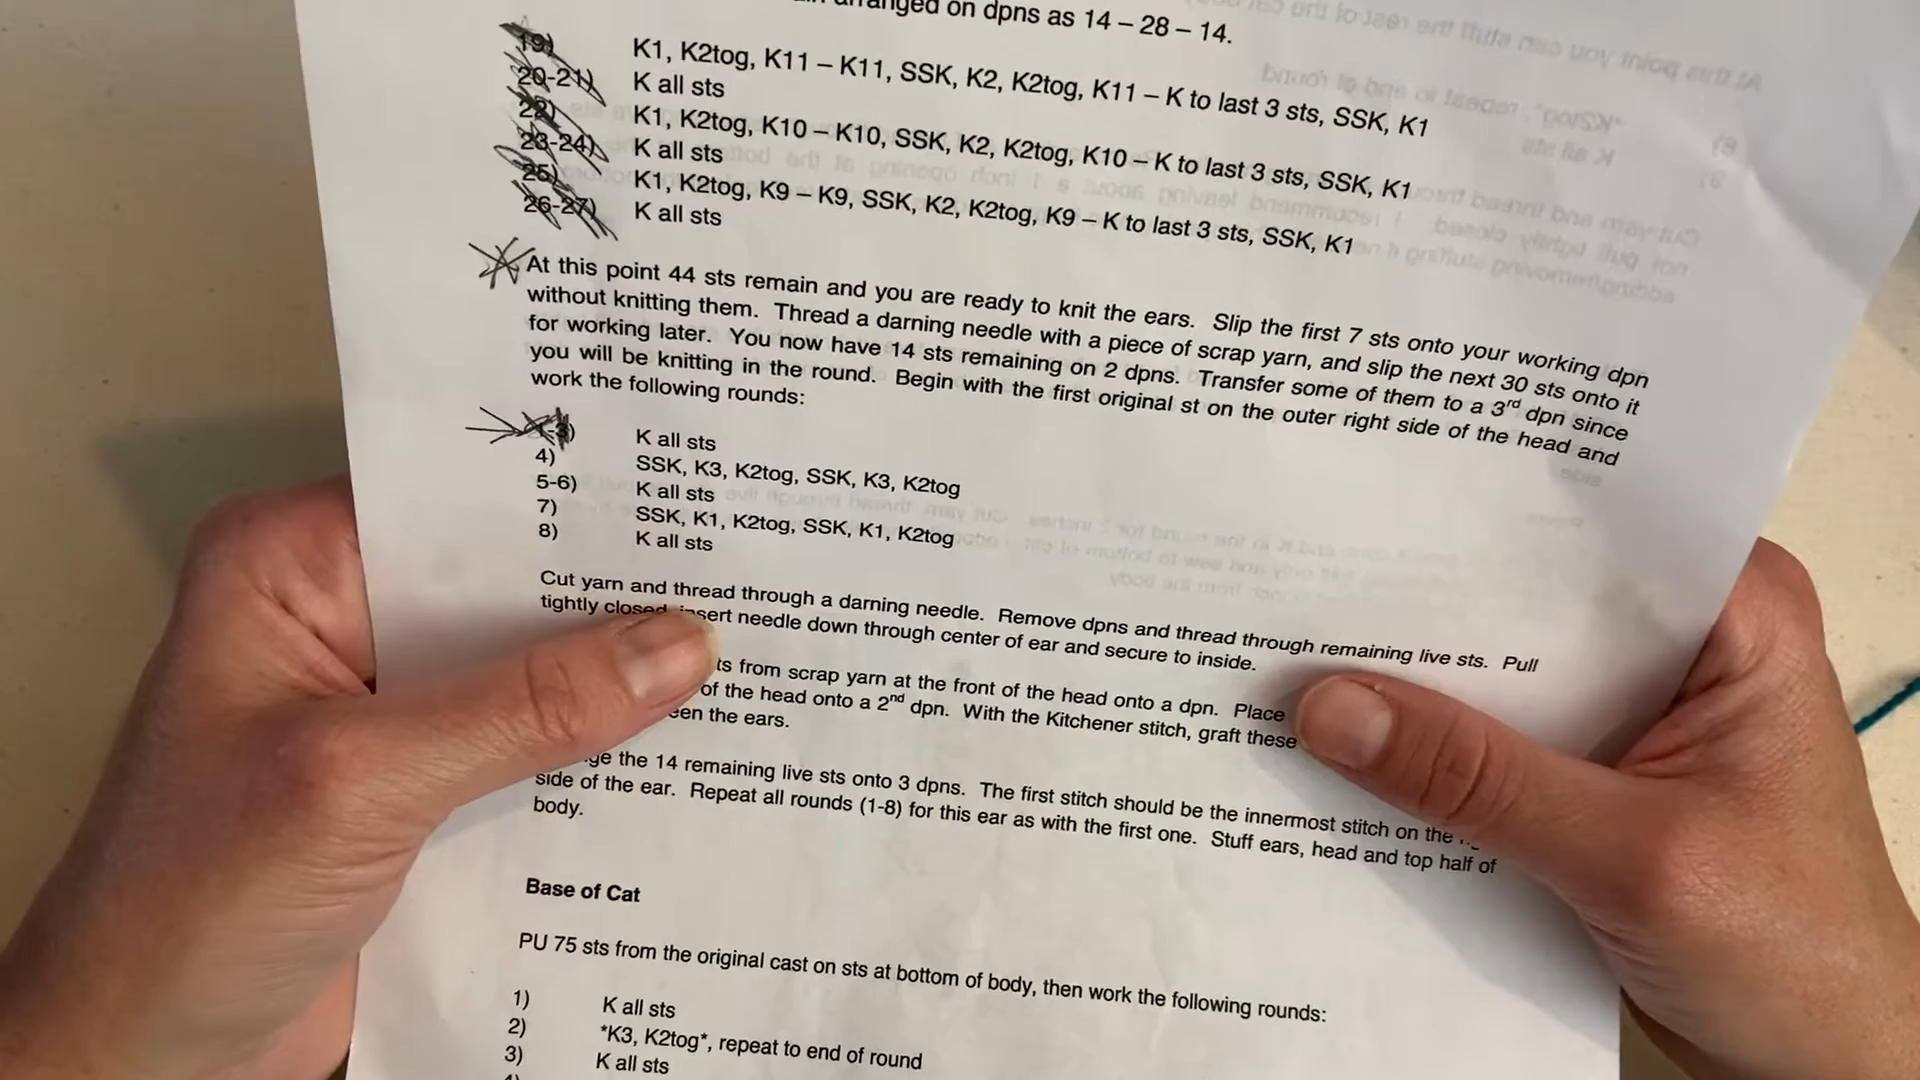 arranged on dpns as 14 – 28 – 14.
19) K1, K2tog, K11 – K11, SSK, K2, K2tog, K11 – K to last 3 sts, SSK, K1
20-21) K all sts
22) K1, K2tog, K10 – K10, SSK, K2, K2tog, K10 – K to last 3 sts, SSK, K1
23-24) K all sts
25) K1, K2tog, K9 – K9, SSK, K2, K2tog, K9 – K to last 3 sts, SSK, K1
26-27) K all sts
At this point 44 sts remain and you are ready to knit the ears. Slip the first 7 sts onto your working dpn
without knitting them. Thread a darning needle with a piece of scrap yarn, and slip the next 30 sts onto it
for working later. You now have 14 sts remaining on 2 dpns. Transfer some of them to a 3rd dpn since
you will be knitting in the round. Begin with the first original st on the outer right side of the head and
work the following rounds:
1-3) K all sts
4) SSK, K3, K2tog, SSK, K3, K2tog
5-6) K all sts
7) SSK, K1, K2tog, SSK, K1, K2tog
8) K all sts
Cut yarn and thread through a darning needle. Remove dpns and thread through remaining live sts. Pull
tightly closed, insert needle down through center of ear and secure to inside.
from scrap yarn at the front of the head onto a dpn. Place
of the head onto a 2nd dpn. With the Kitchener stitch, graft these
the ears.
the 14 remaining live sts onto 3 dpns. The first stitch should be the innermost stitch on the
side of the ear. Repeat all rounds (1-8) for this ear as with the first one. Stuff ears, head and top half of
body.
Base of Cat
PU 75 sts from the original cast on sts at bottom of body, then work the following rounds:
1) K all sts
2) *K3, K2tog*, repeat to end of round
3) K all sts